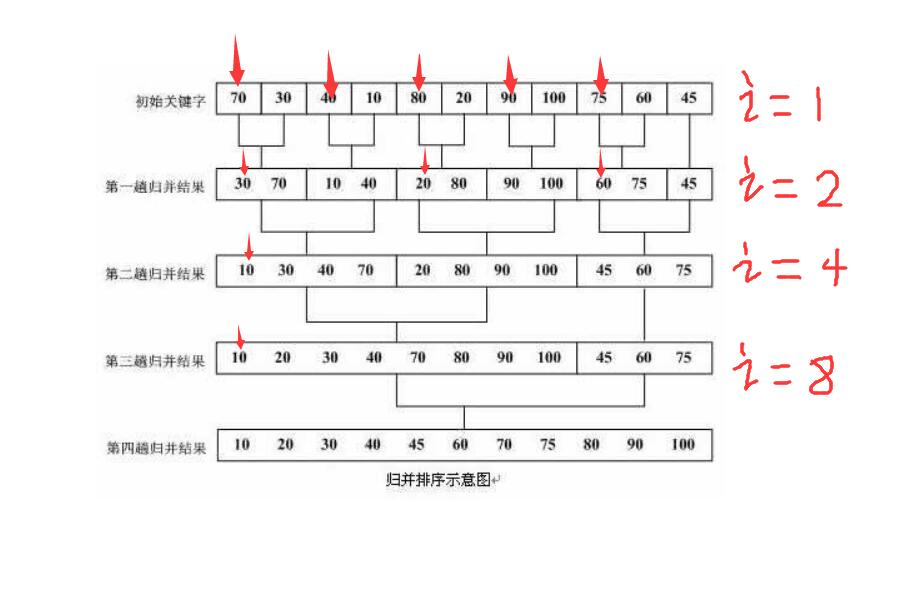 初始关键字 70 30 40 10 80 20 90 100 75 60 45 i=1
第一趟归并结果 30 70 10 40 20 80 90 100 60 75 45 i=2
第二趟归并结果 10 30 40 70 20 80 90 100 45 60 75 i=4
第三趟归并结果 10 20 30 40 70 80 90 100 45 60 75 i=8
第四趟归并结果 10 20 30 40 45 60 70 75 80 90 100
归并排序示意图↵